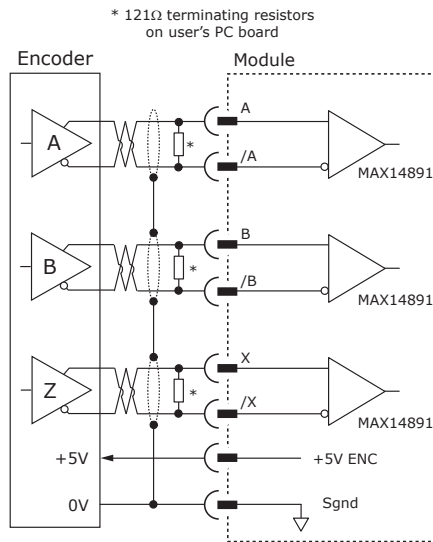 * 121Ω terminating resistors
on user's PC board
Encoder
Module
A
A
*
/A
MAX14891
B
B
*
/B
MAX14891
Z
X
*
/X
MAX14891
+5V
+5V ENC
0V
Sgnd